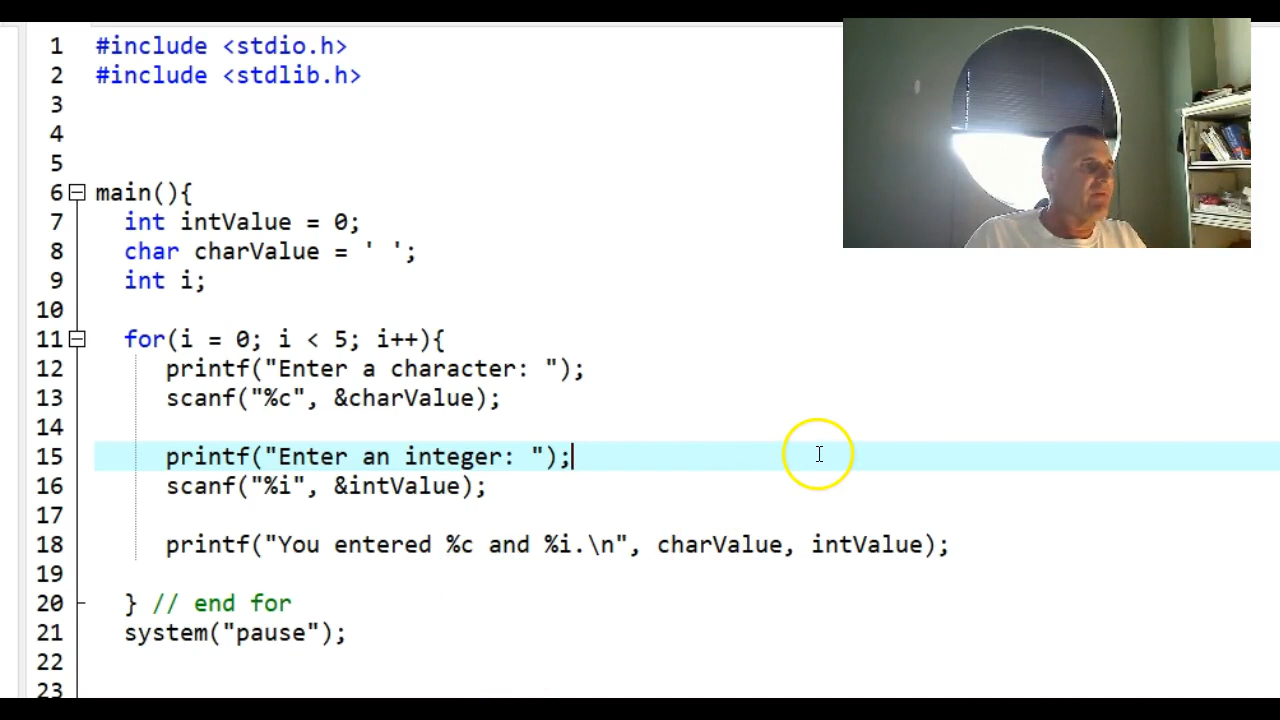 1 #include <stdio.h>
2 #include <stdlib.h>
3
4
5
6 main(){
7 int intValue = 0;
8 char charValue = ' ';
9 int i;
10
11 for(i = 0; i < 5; i++){
12 printf("Enter a character: ");
13 scanf("%c", &charValue);
14
15 printf("Enter an integer: ");
16 scanf("%i", &intValue);
17
18 printf("You entered %c and %i.\n", charValue, intValue);
19
20 } // end for
21 system("pause");
22
23